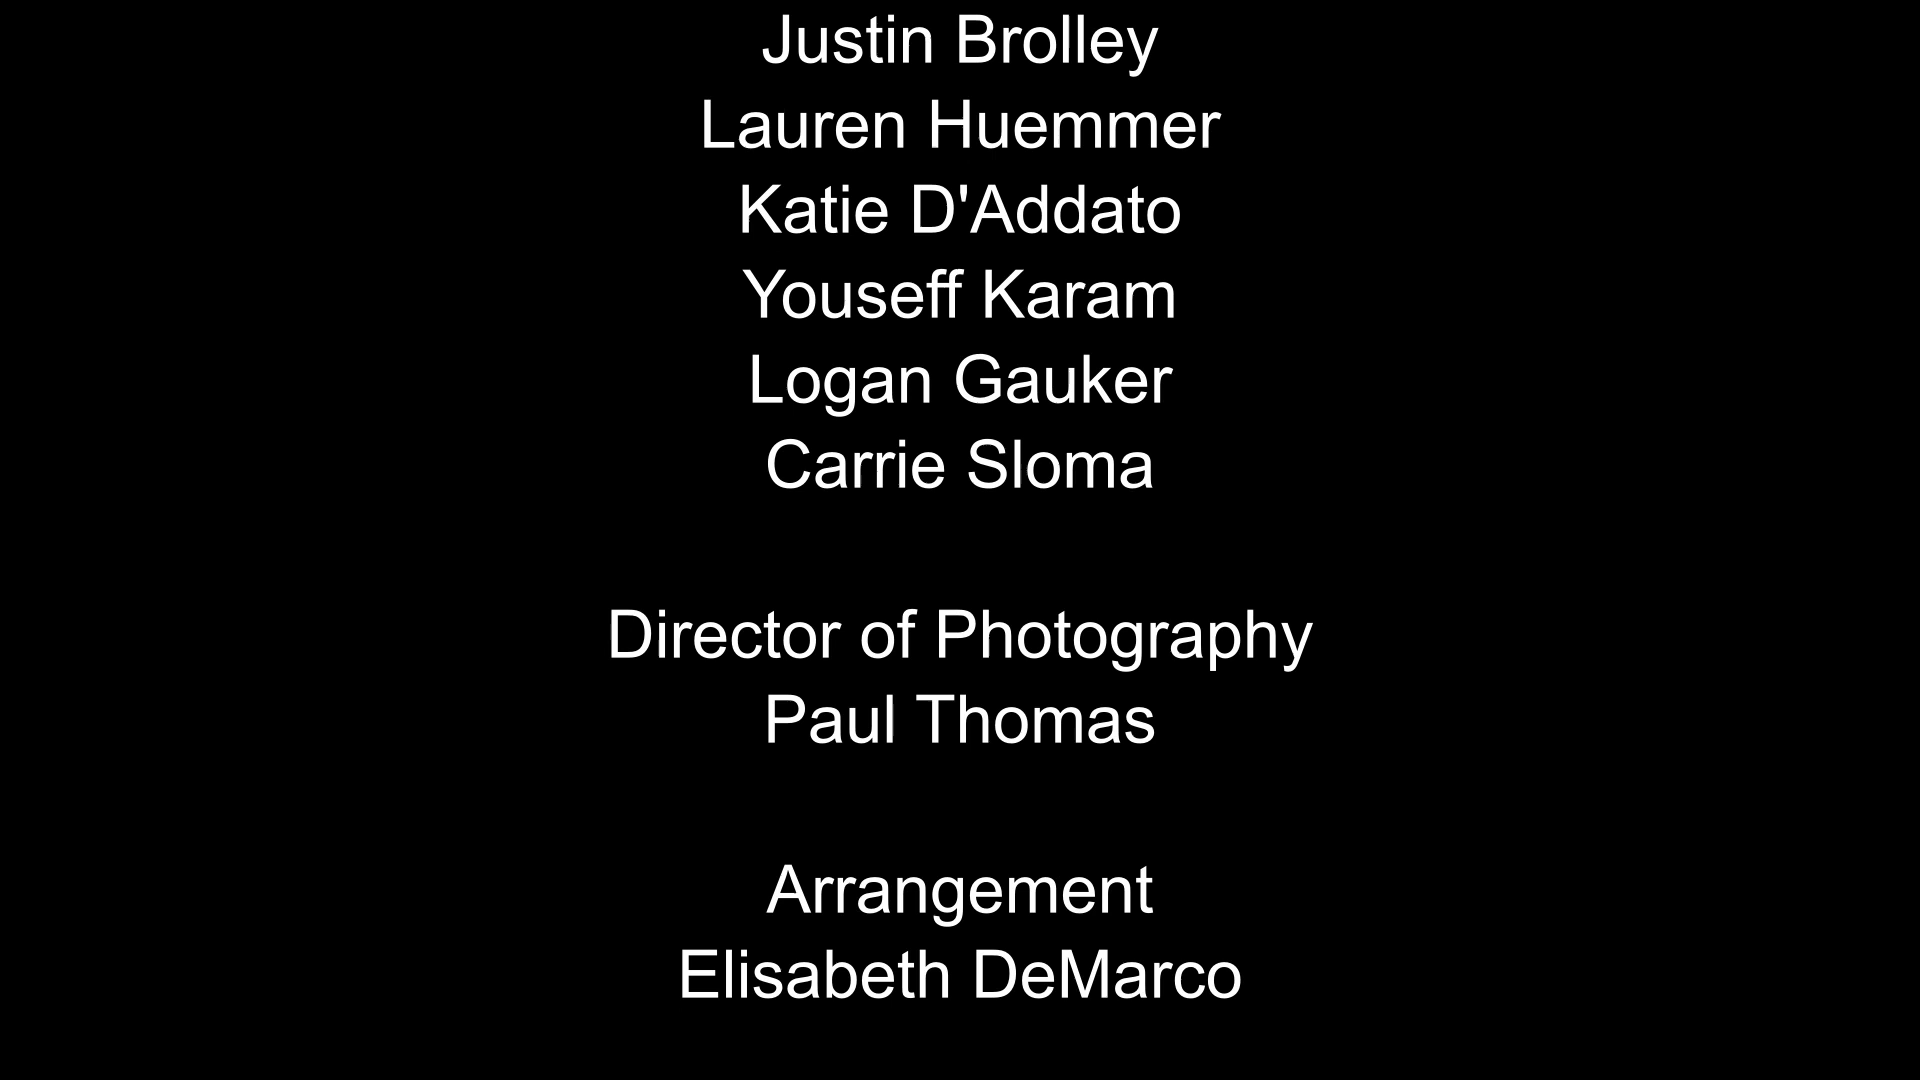 Justin Brolley
Lauren Huemmer
Katie D'Addato
Youseff Karam
Logan Gauker
Carrie Sloma
Director of Photography
Paul Thomas
Arrangement
Elisabeth DeMarco